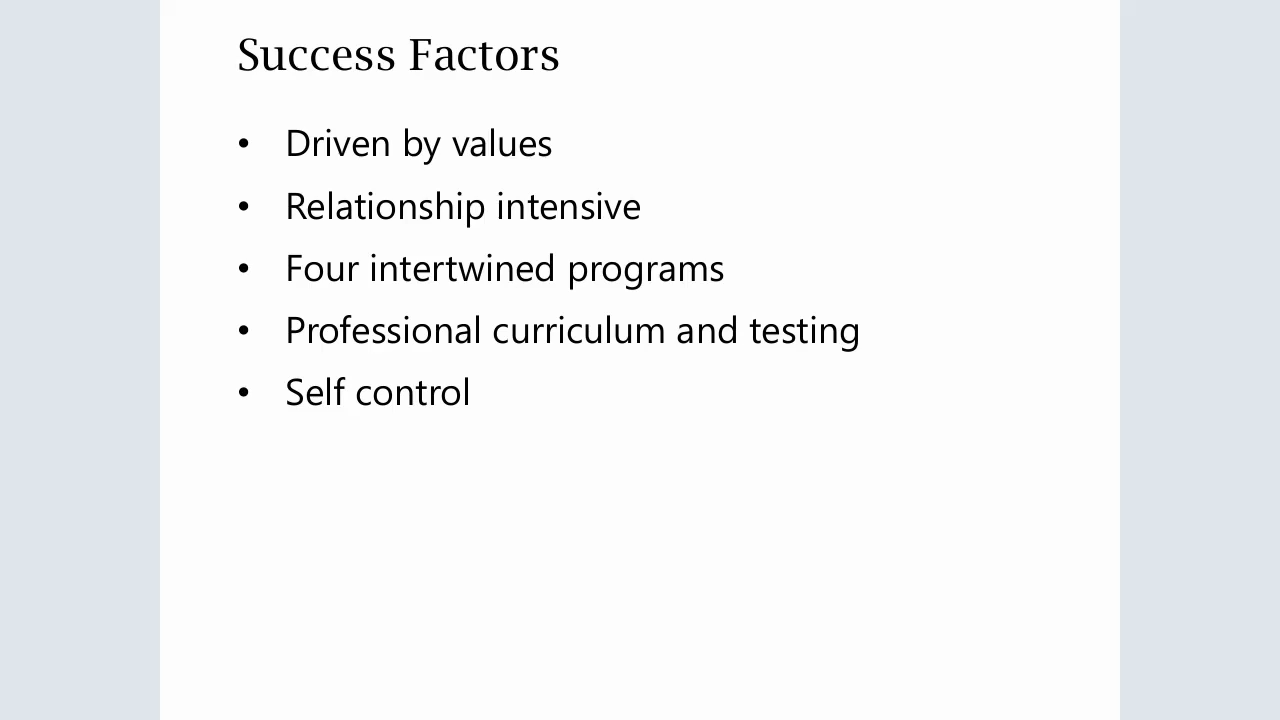 Success Factors
• Driven by values
• Relationship intensive
• Four intertwined programs
• Professional curriculum and testing
• Self control